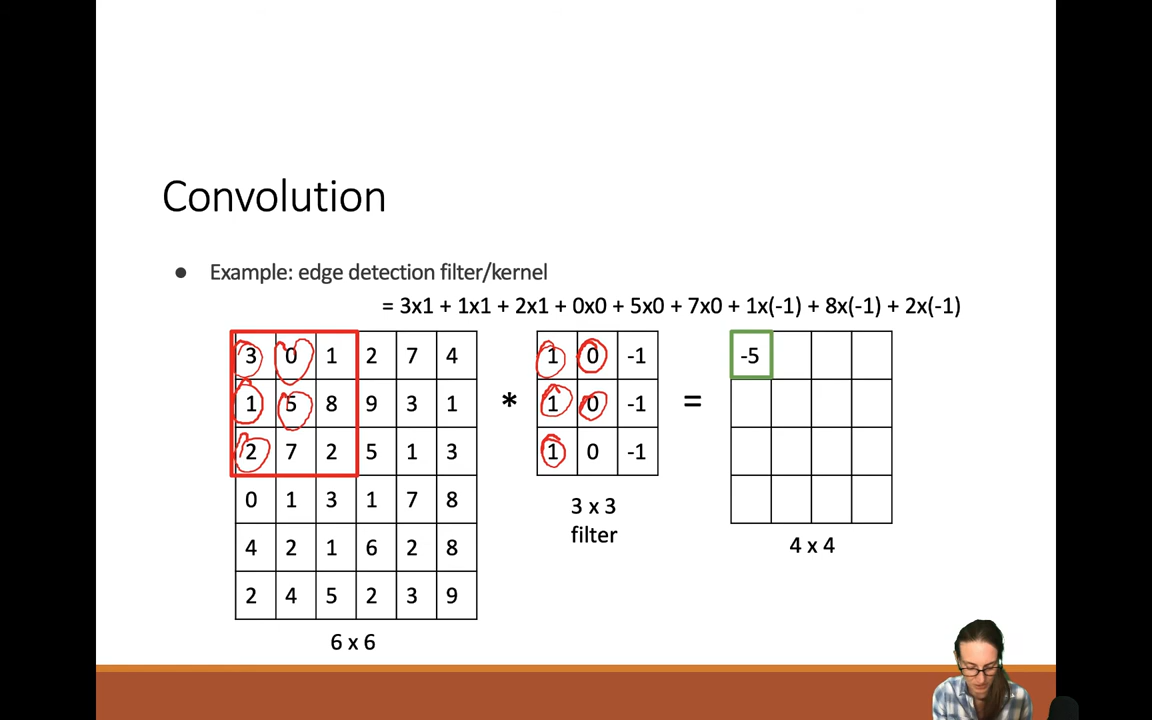 Convolution
● Example: edge detection filter/kernel
= 3x1 + 1x1 + 2x1 + 0x0 + 5x0 + 7x0 + 1x(-1) + 8x(-1) + 2x(-1)
3 0 1 2 7 4
1 5 8 9 3 1
2 7 2 5 1 3
0 1 3 1 7 8
4 2 1 6 2 8
2 4 5 2 3 9
6 x 6
*
1 0 -1
1 0 -1
1 0 -1
3 x 3
filter
=
-5
4 x 4